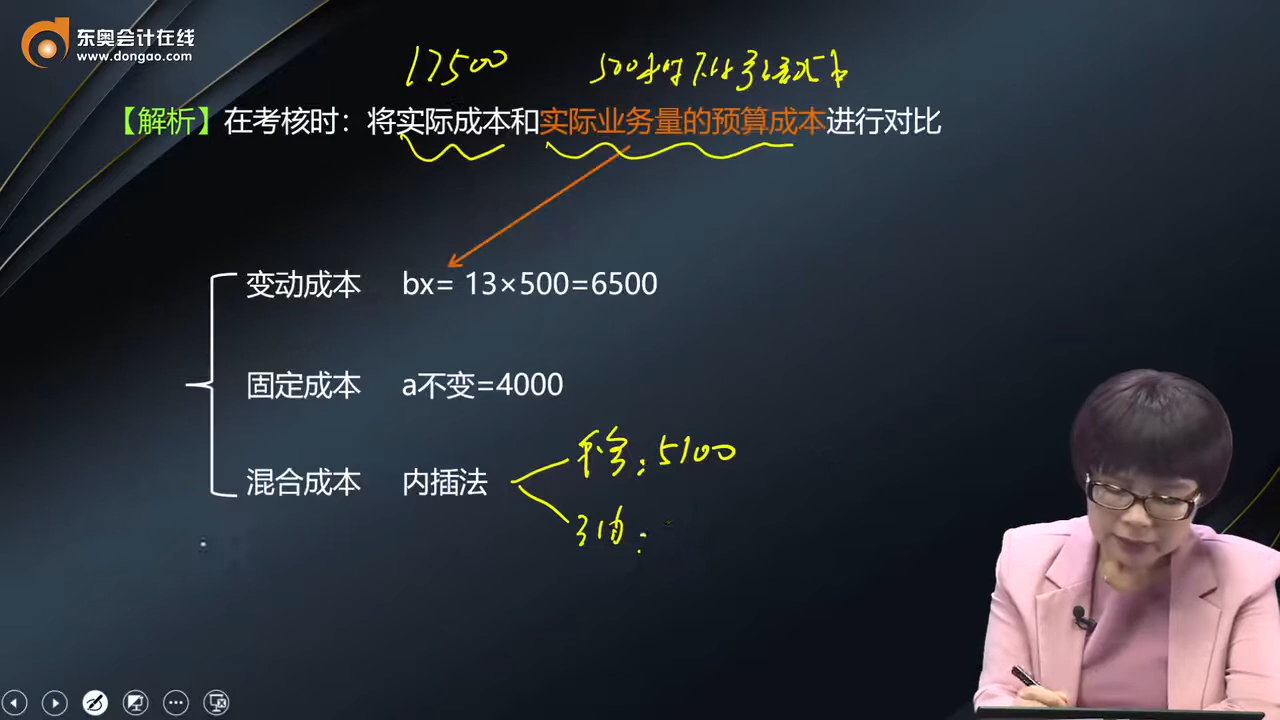 东奥会计在线
www.dongao.com
17500
【解析】在考核时：将实际成本和实际业务量的预算成本进行对比
变动成本 bx= 13×500=6500
固定成本 a不变=4000
5100
混合成本 内插法